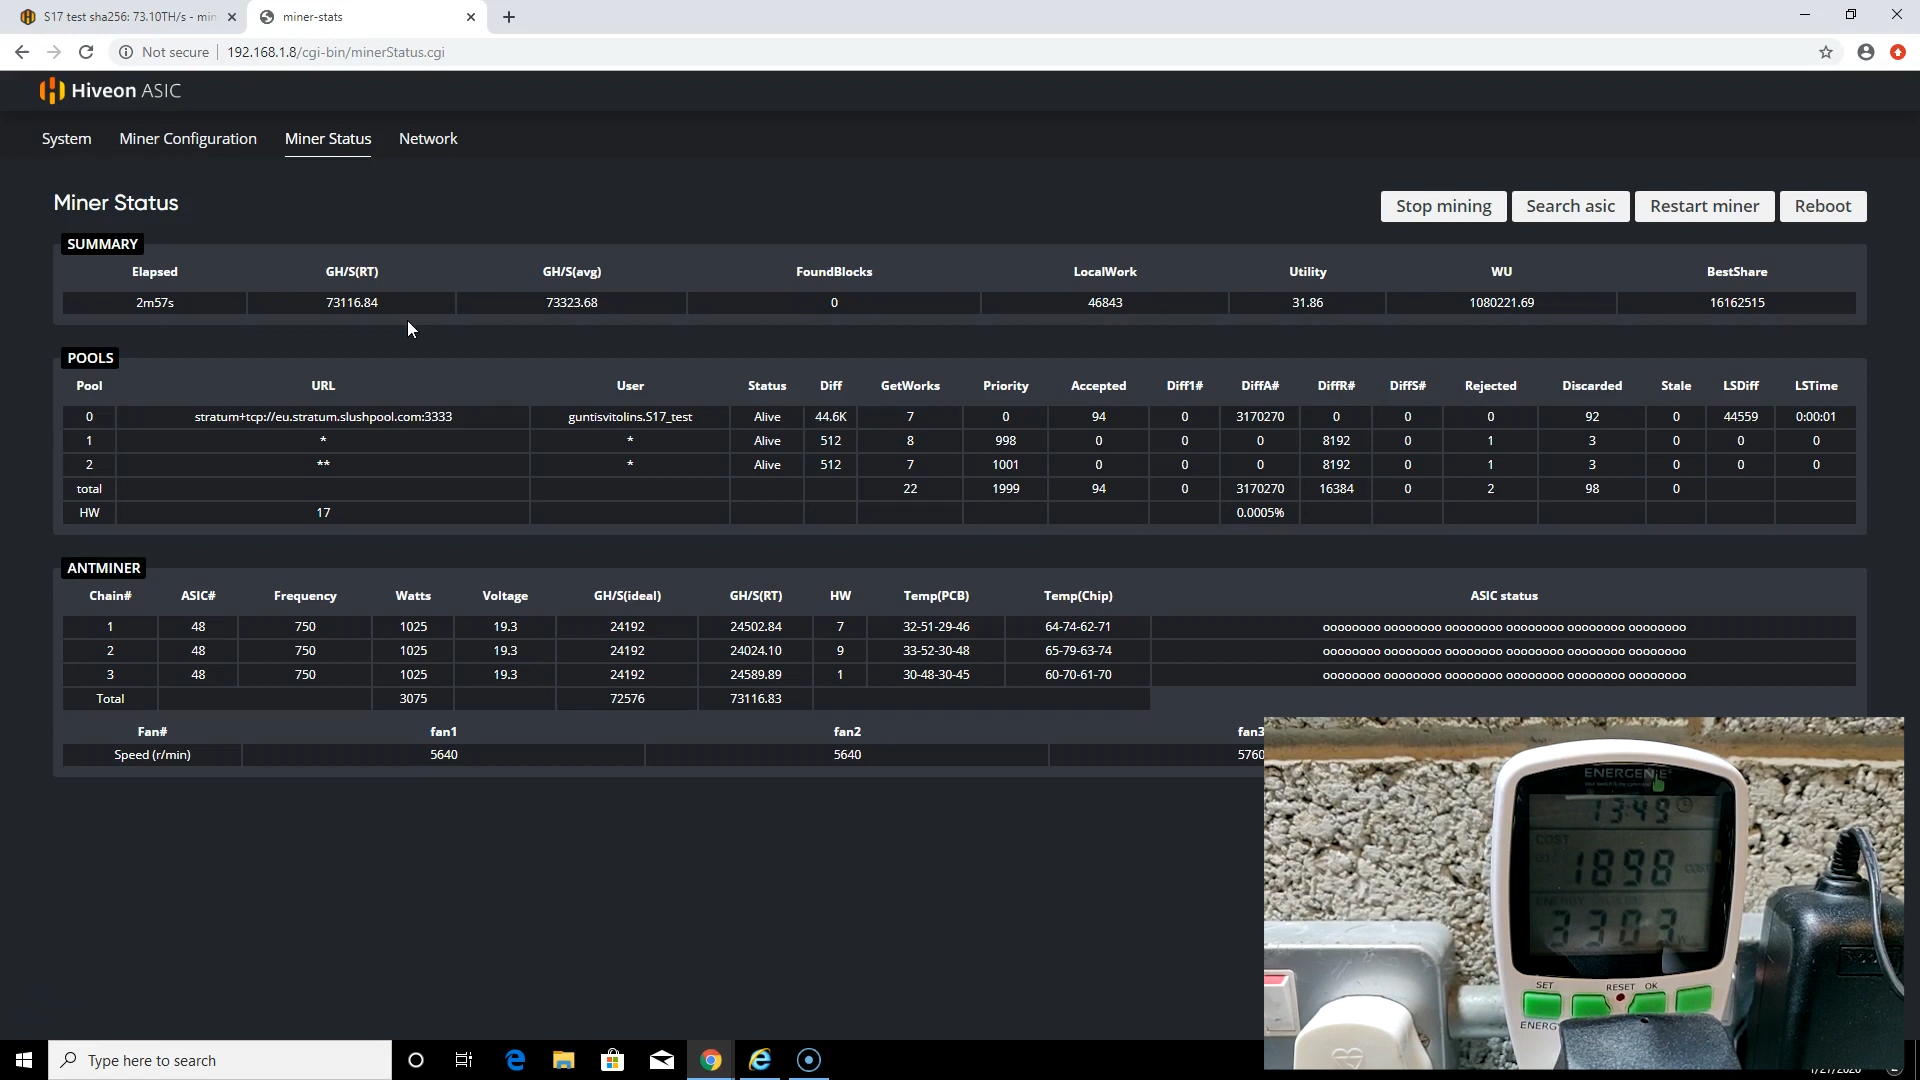 S17 test sha256: 73.10TH/s - min
miner-stats
Not secure
192.168.1.8/cgi-bin/minerStatus.cgi
Hiveon ASIC
System Miner Configuration Miner Status Network
Miner Status
Stop mining Search asic Restart miner Reboot
SUMMARY
Elapsed GH/S(RT) GH/S(avg) FoundBlocks LocalWork Utility WU BestShare
2m57s 73116.84 73323.68 0 46843 31.86 1080221.69 16162515
POOLS
Pool URL User Status Diff GetWorks Priority Accepted Diff1# DiffA# DiffR# DiffS# Rejected Discarded Stale LSDiff LSTime
0 stratum+tcp://eu.stratum.slushpool.com:3333 guntisvitolins.S17_test Alive 44.6K 7 0 94 0 3170270 0 0 0 92 0 44559 0:00:01
1 * * Alive 512 8 998 0 0 0 8192 0 1 3 0 0 0
2 ** * Alive 512 7 1001 0 0 0 8192 0 1 3 0 0 0
total 22 1999 94 0 3170270 16384 0 2 98 0
HW 17 0.0005%
ANTMINER
Chain# ASIC# Frequency Watts Voltage GH/S(ideal) GH/S(RT) HW Temp(PCB) Temp(Chip) ASIC status
1 48 750 1025 19.3 24192 24502.84 7 32-51-29-46 64-74-62-71 oooooooo oooooooo oooooooo oooooooo oooooooo oooooooo
2 48 750 1025 19.3 24192 24024.10 9 33-52-30-48 65-79-63-74 oooooooo oooooooo oooooooo oooooooo oooooooo oooooooo
3 48 750 1025 19.3 24192 24589.89 1 30-48-30-45 60-70-61-70 oooooooo oooooooo oooooooo oooooooo oooooooo oooooooo
Total 3075 72576 73116.83
Fan# fan1 fan2 fan3
Speed (r/min) 5640 5640 5760
ENERGENIE
13:49
COST
1898
3303
SET RESET OK
ENERG
Type here to search
1/27/2020